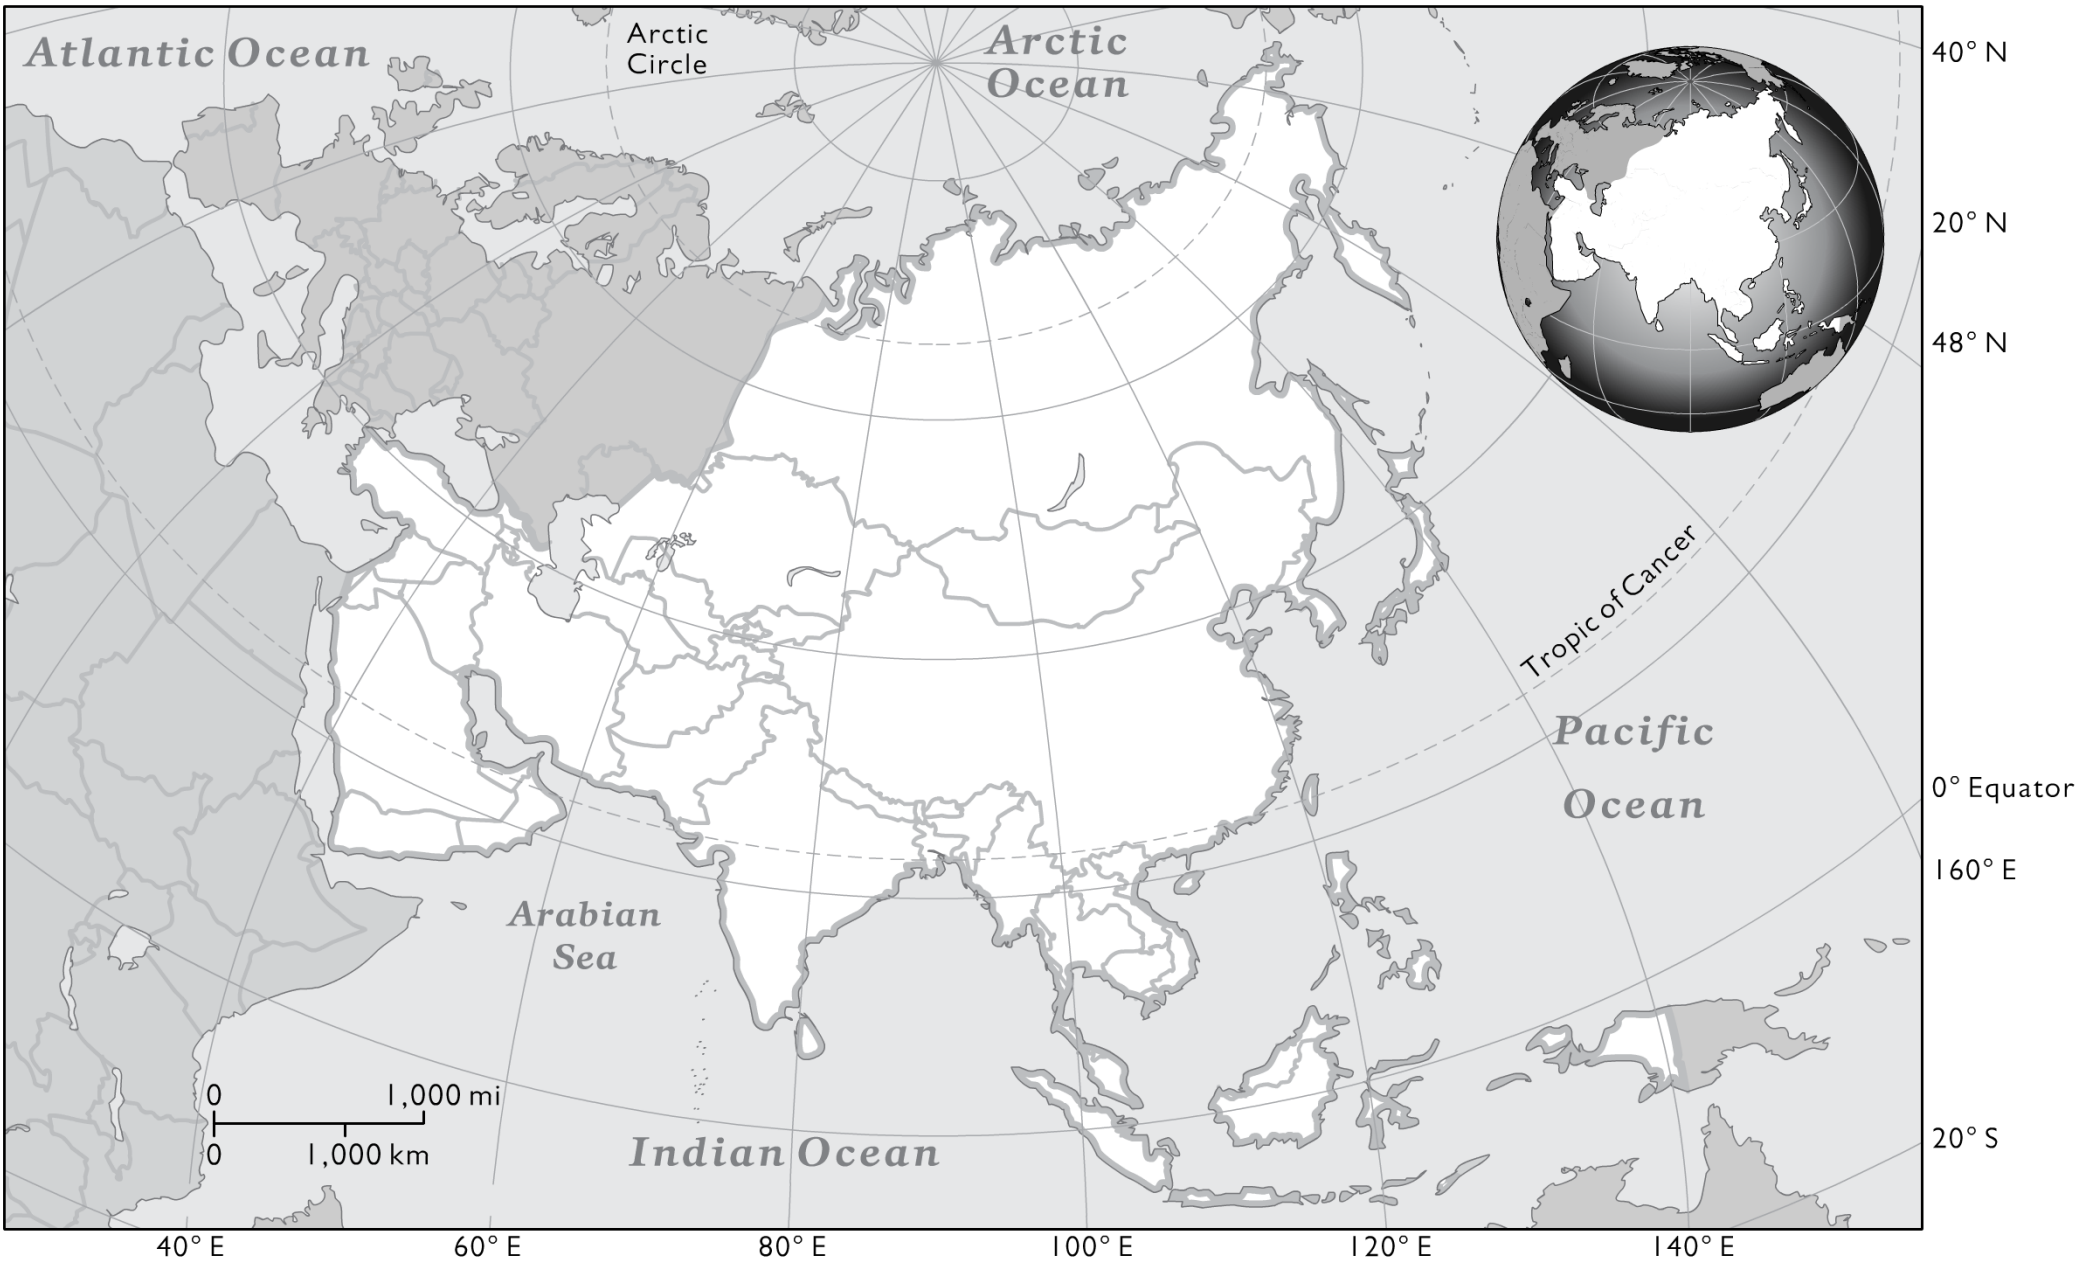 Atlantic Ocean
Arctic
Circle
Arctic
Ocean
40° N
20° N
48° N
Tropic of Cancer
Pacific
Ocean
0° Equator
160° E
Arabian
Sea
0 1,000 mi
0 1,000 km
Indian Ocean
20° S
40° E 60° E 80° E 100° E 120° E 140° E